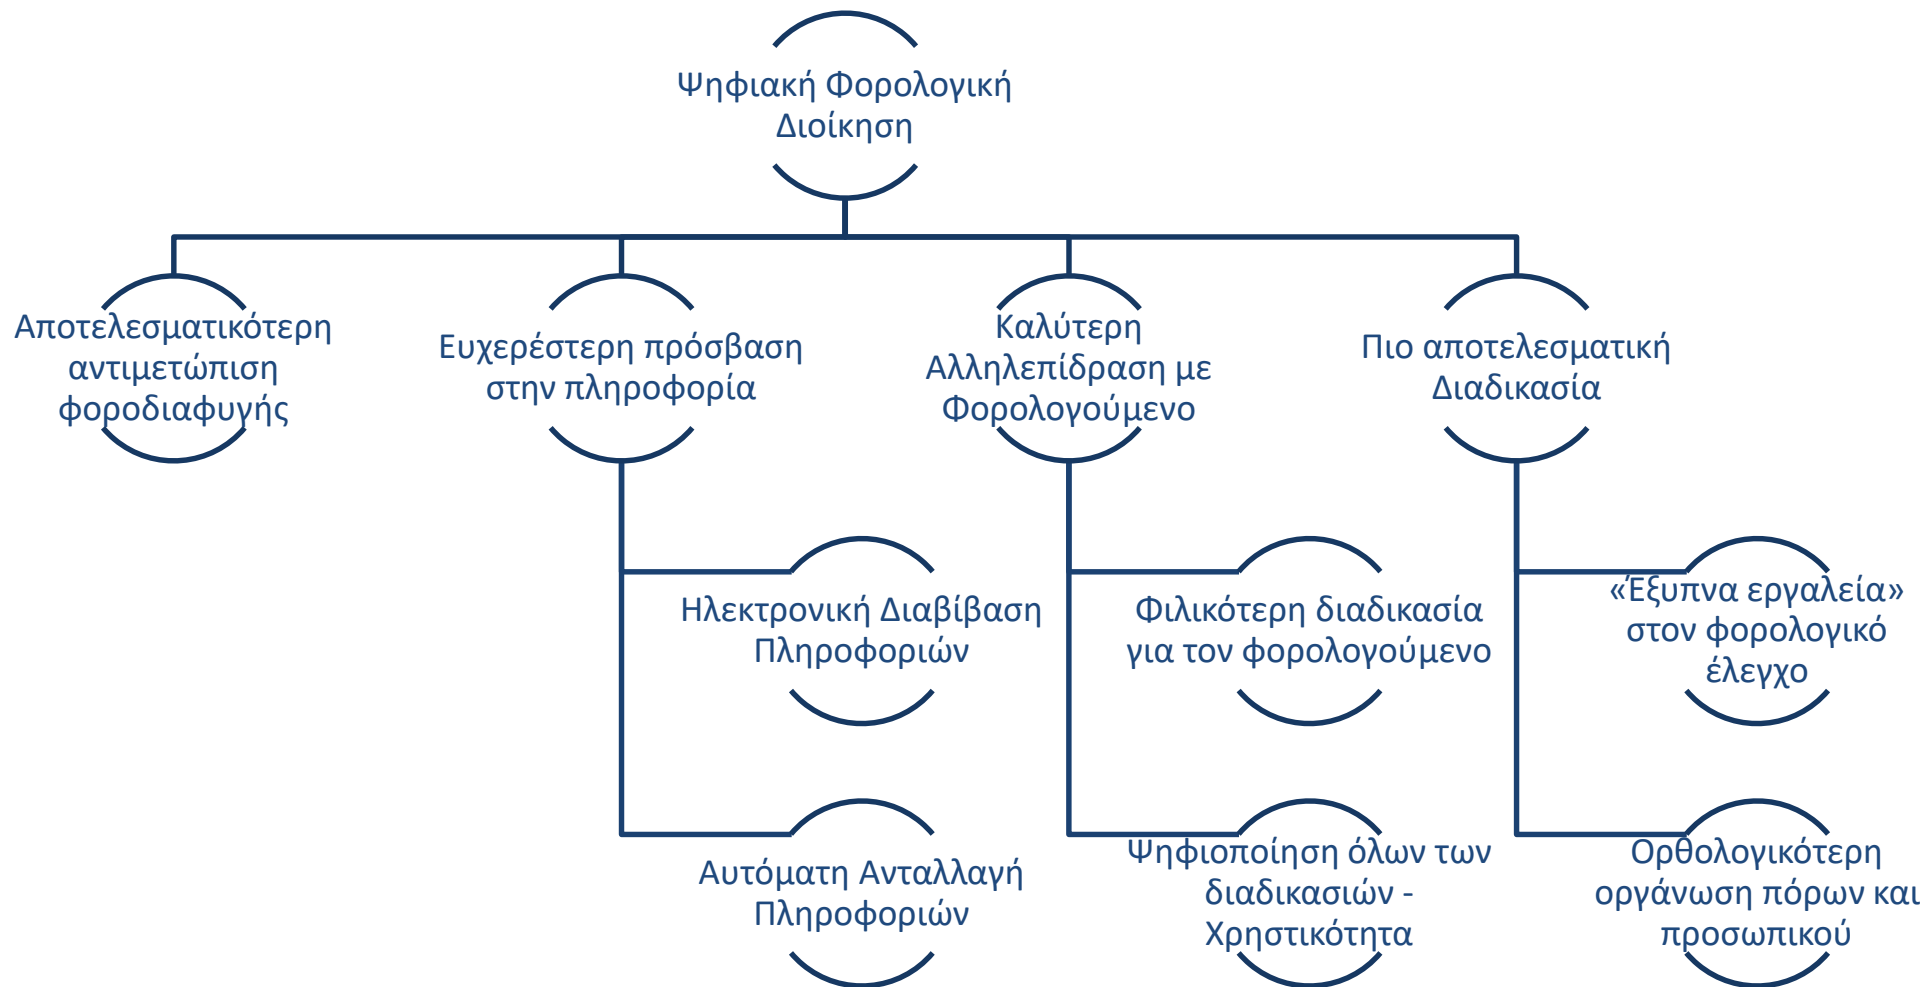 Ψηφιακή Φορολογική
Διοίκηση
Αποτελεσματικότερη
αντιμετώπιση
φοροδιαφυγής
Ευχερέστερη πρόσβαση
στην πληροφορία
Καλύτερη
Αλληλεπίδραση με
Φορολογούμενο
Πιο αποτελεσματική
Διαδικασία
Ηλεκτρονική Διαβίβαση
Πληροφοριών
Φιλικότερη διαδικασία
για τον φορολογούμενο
«Έξυπνα εργαλεία»
στον φορολογικό
έλεγχο
Αυτόματη Ανταλλαγή
Πληροφοριών
Ψηφιοποίηση όλων των
διαδικασιών -
Χρηστικότητα
Ορθολογικότερη
οργάνωση πόρων και
προσωπικού